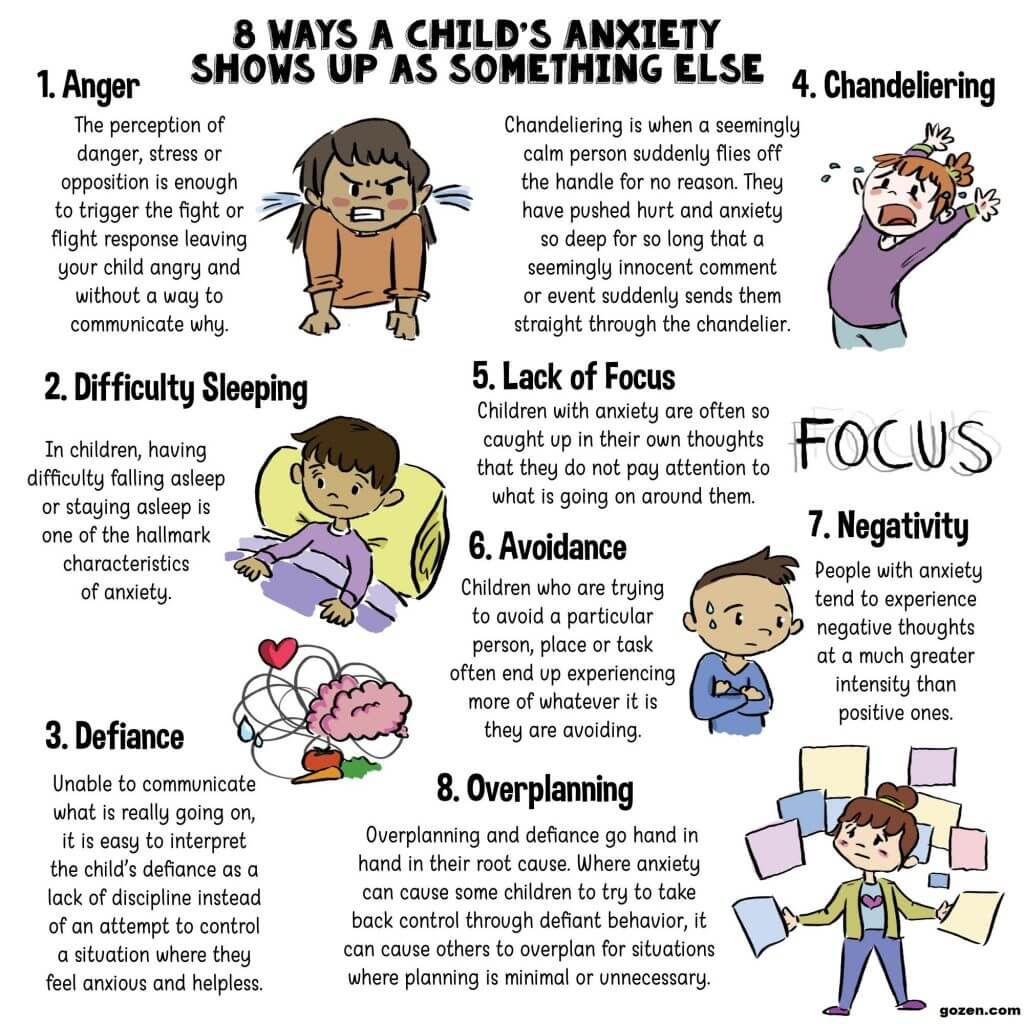 8 WAYS A CHILD'S ANXIETY
SHOWS UP AS SOMETHING ELSE
1. Anger
The perception of
danger, stress or
opposition is enough
to trigger the fight or
flight response leaving
your child angry and
without a way to
communicate why.
2. Difficulty Sleeping
In children, having
difficulty falling asleep
or staying asleep is
one of the hallmark
characteristics
of anxiety.
3. Defiance
Unable to communicate
what is really going on,
it is easy to interpret
the child's defiance as a
lack of discipline instead
of an attempt to control
a situation where they
feel anxious and helpless.
4. Chandeliering
Chandeliering is when a seemingly
calm person suddenly flies off
the handle for no reason. They
have pushed hurt and anxiety
so deep for so long that a
seemingly innocent comment
or event suddenly sends them
straight through the chandelier.
5. Lack of Focus
Children with anxiety are often so
caught up in their own thoughts
that they do not pay attention to
what is going on around them.
FOCUS
6. Avoidance
Children who are trying
to avoid a particular
person, place or task
often end up experiencing
more of whatever it is
they are avoiding.
7. Negativity
People with anxiety
tend to experience
negative thoughts
at a much greater
intensity than
positive ones.
8. Overplanning
Overplanning and defiance go hand in
hand in their root cause. Where anxiety
can cause some children to try to take
back control through defiant behavior, it
can cause others to overplan for situations
where planning is minimal or unnecessary.
gozen.com